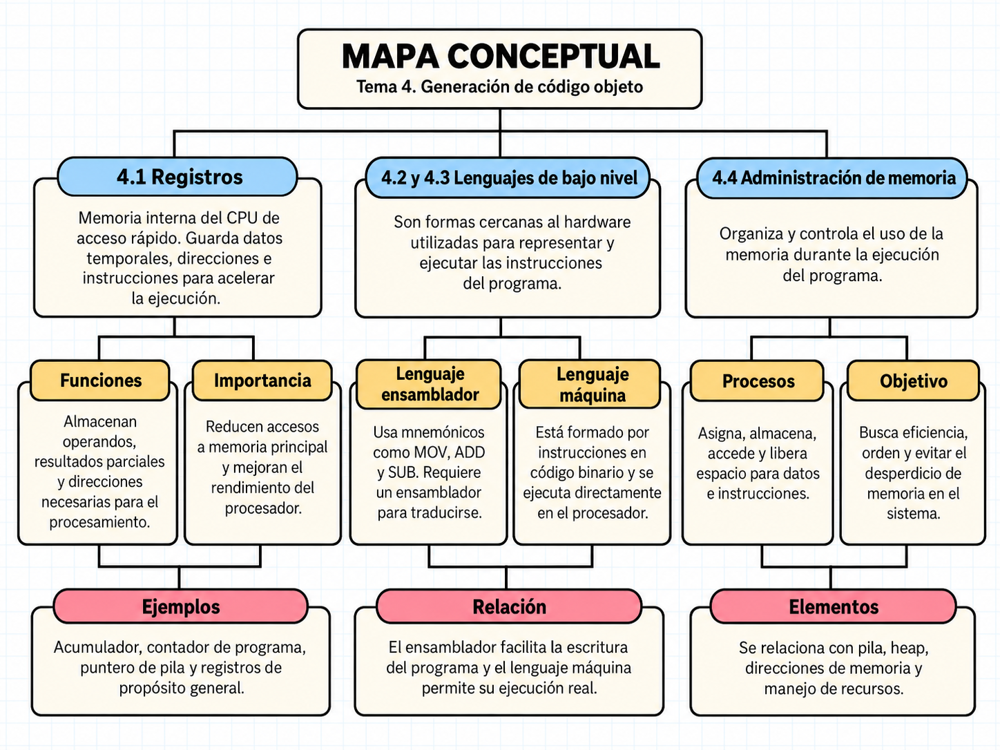 MAPA CONCEPTUAL
Tema 4. Generación de código objeto
4.1 Registros
Memoria interna del CPU de
acceso rápido. Guarda datos
temporales, direcciones e
instrucciones para acelerar
la ejecución.
4.2 y 4.3 Lenguajes de bajo nivel
Son formas cercanas al hardware
utilizadas para representar y
ejecutar las instrucciones
del programa.
4.4 Administración de memoria
Organiza y controla el uso de la
memoria durante la ejecución
del programa.
Funciones
Almacenan
operandos,
resultados parciales
y direcciones
necesarias para el
procesamiento.
Importancia
Reducen accesos
a memoria principal
y mejoran el
rendimiento del
procesador.
Lenguaje
ensamblador
Usa mnemónicos
como MOV, ADD
y SUB. Requiere
un ensamblador
para traducirse.
Lenguaje
máquina
Está formado por
instrucciones en
código binario y se
ejecuta directamente
en el procesador.
Procesos
Asigna, almacena,
accede y libera
espacio para datos
e instrucciones.
Objetivo
Busca eficiencia,
orden y evitar el
desperdicio de
memoria en el
sistema.
Ejemplos
Acumulador, contador de programa,
puntero de pila y registros de
propósito general.
Relación
El ensamblador facilita la escritura
del programa y el lenguaje máquina
permite su ejecución real.
Elementos
Se relaciona con pila, heap,
direcciones de memoria y
manejo de recursos.